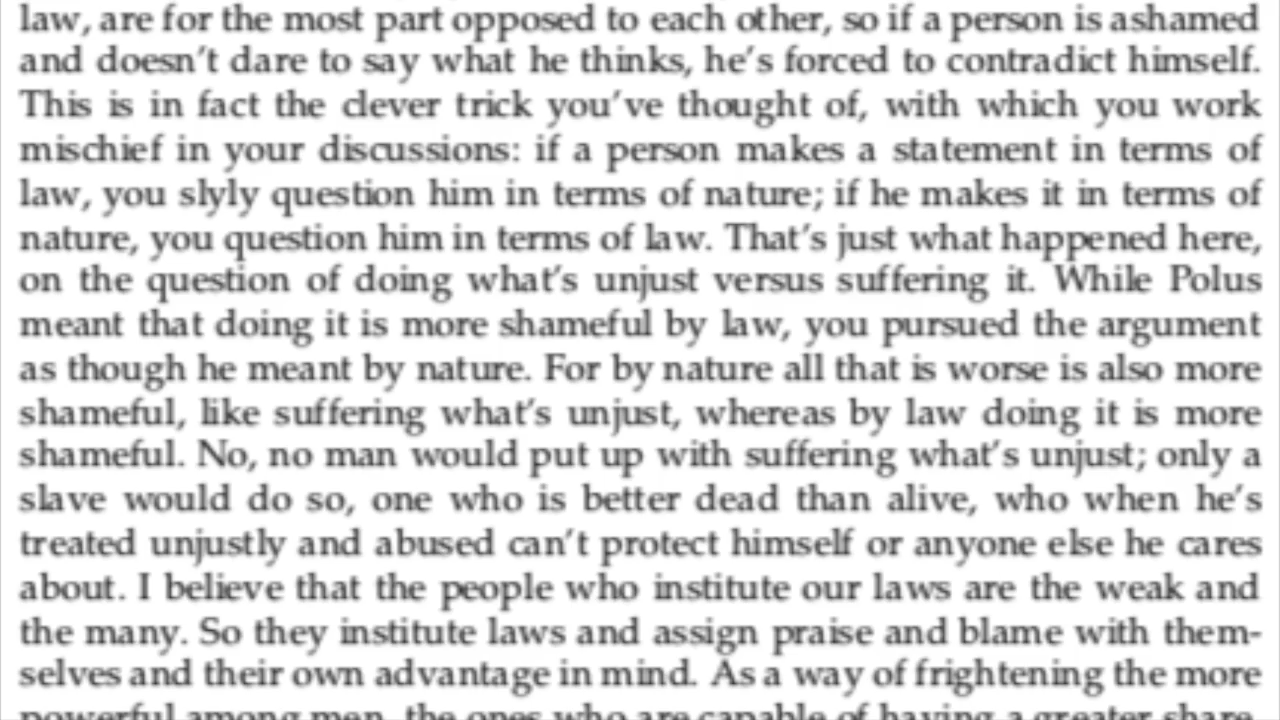 law, are for the most part opposed to each other, so if a person is ashamed
and doesn't dare to say what he thinks, he's forced to contradict himself.
This is in fact the clever trick you've thought of, with which you work
mischief in your discussions: if a person makes a statement in terms of
law, you slyly question him in terms of nature; if he makes it in terms of
nature, you question him in terms of law. That's just what happened here,
on the question of doing what's unjust versus suffering it. While Polus
meant that doing it is more shameful by law, you pursued the argument
as though he meant by nature. For by nature all that is worse is also more
shameful, like suffering what's unjust, whereas by law doing it is more
shameful. No, no man would put up with suffering what's unjust; only a
slave would do so, one who is better dead than alive, who when he's
treated unjustly and abused can't protect himself or anyone else he cares
about. I believe that the people who institute our laws are the weak and
the many. So they institute laws and assign praise and blame with them-
selves and their own advantage in mind. As a way of frightening the more
powerful among men, the ones who are capable of having a greater share,